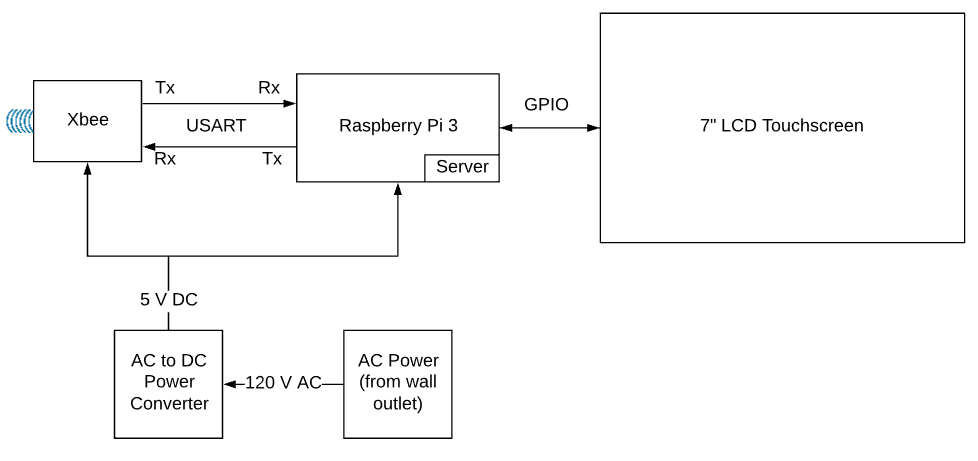 Tx
Rx
GPIO
Xbee
USART
Raspberry Pi 3
7" LCD Touchscreen
Rx
Tx
Server
5 V DC
AC to DC
Power
Converter
120 V AC
AC Power
(from wall
outlet)